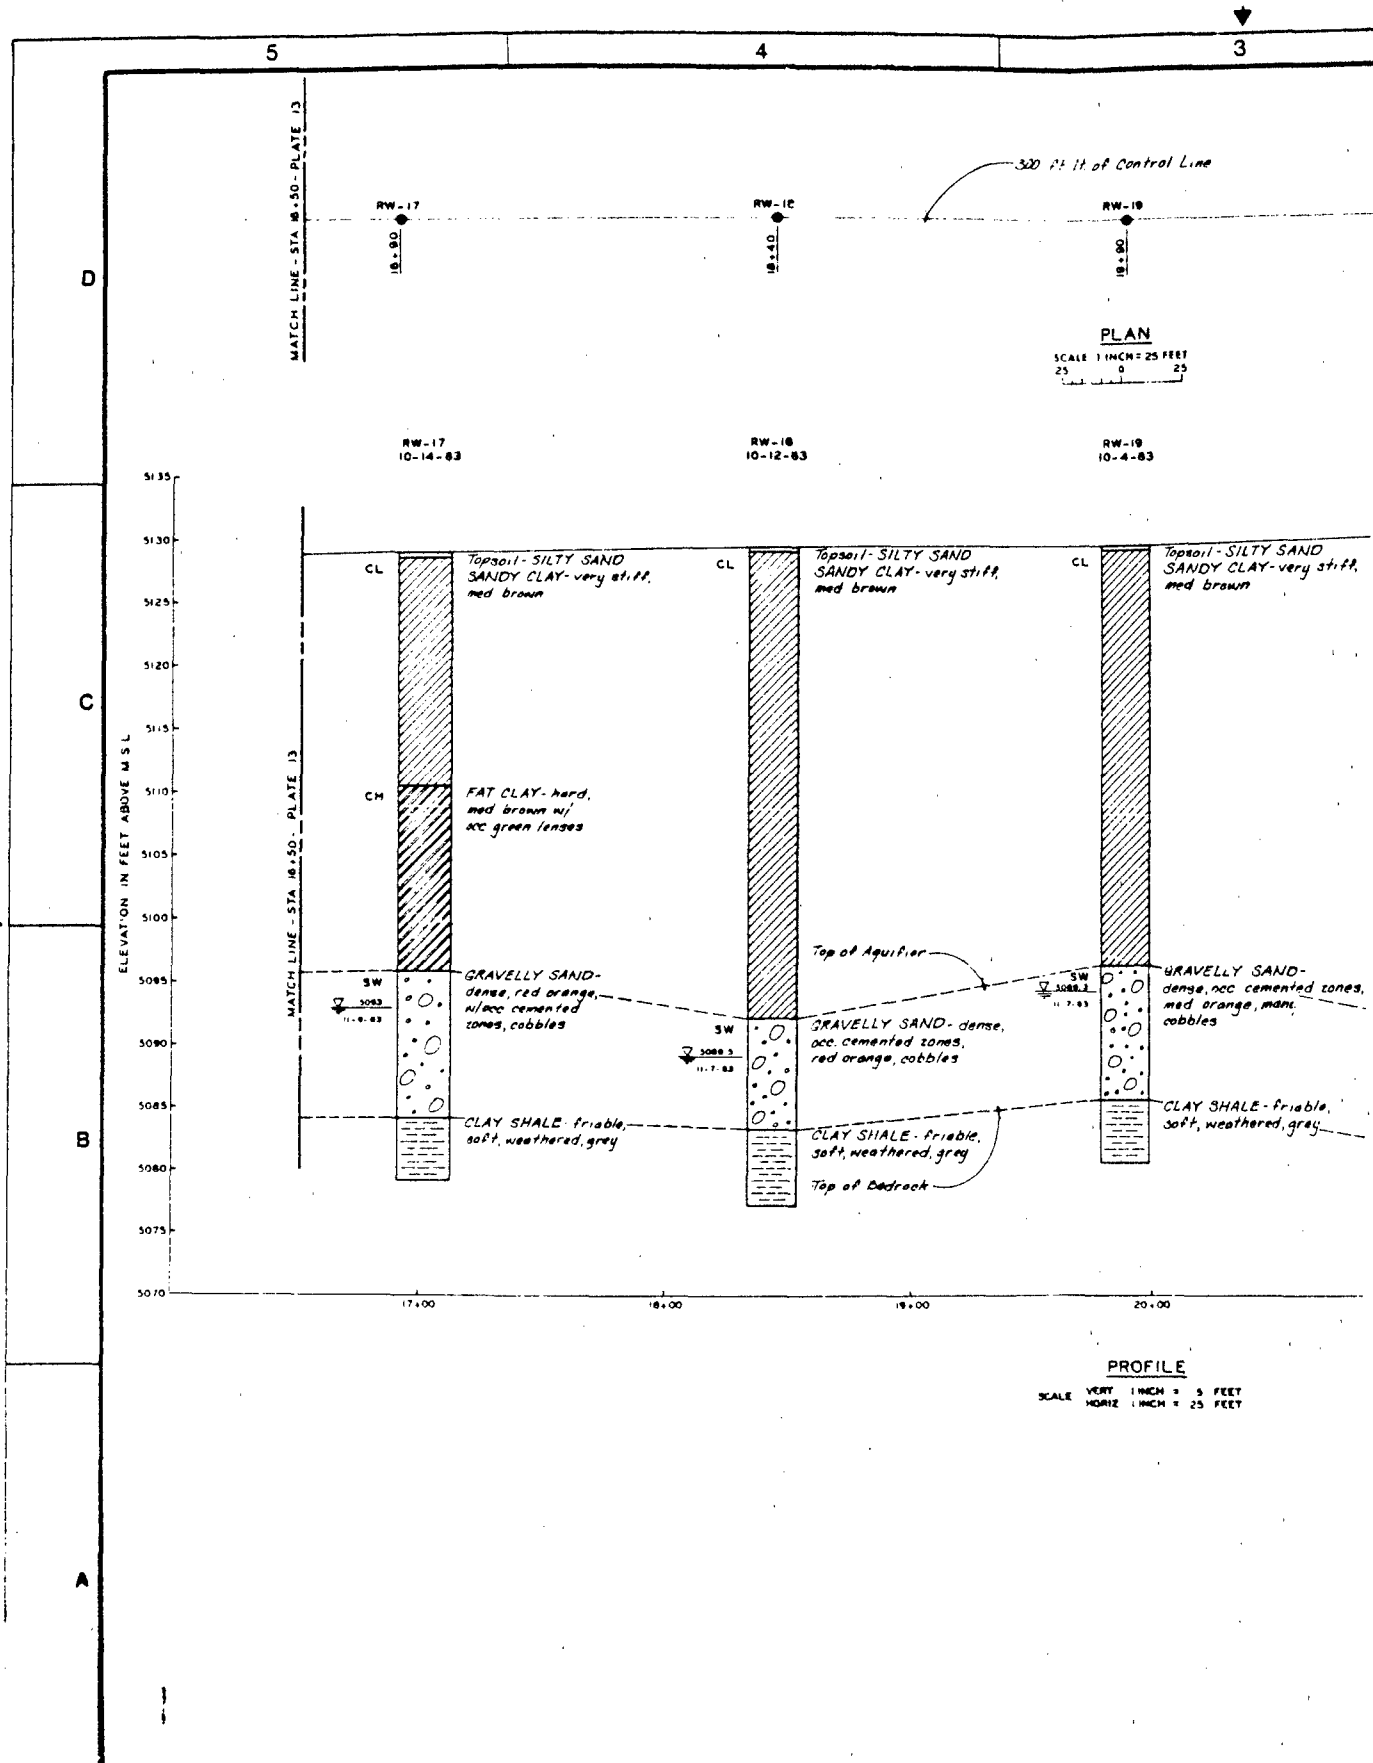 5 4 3
D
C
B
A
MATCH LINE - STA 16+50 - PLATE 13
300 Ft lt. of Control Line
RW-17
16+90
RW-18
18+40
RW-19
19+90
PLAN
SCALE 1 INCH = 25 FEET
25 0 25
RW-17
10-14-83
RW-18
10-12-83
RW-19
10-4-83
ELEVATION IN FEET ABOVE M S L
5135
5130
5125
5120
5115
5110
5105
5100
5095
5090
5085
5080
5075
5070
MATCH LINE - STA 16+50 - PLATE 13
CL
Topsoil - SILTY SAND
SANDY CLAY - very stiff,
med brown
CH
FAT CLAY - hard,
med brown w/
occ green lenses
SW
5093
GRAVELLY SAND -
dense, red orange,
w/occ cemented
zones, cobbles
CLAY SHALE - friable,
soft, weathered, grey
CL
Topsoil - SILTY SAND
SANDY CLAY - very stiff,
med brown
Top of Aquifier
SW
11-7-83
GRAVELLY SAND - dense,
occ. cemented zones,
red orange, cobbles
CLAY SHALE - friable,
soft, weathered, grey
Top of Bedrock
CL
Topsoil - SILTY SAND
SANDY CLAY - very stiff,
med brown
SW
11-7-83
GRAVELLY SAND -
dense, occ cemented zones,
med orange,
cobbles
CLAY SHALE - friable,
soft, weathered, grey
17+00 18+00 19+00 20+00
PROFILE
SCALE VERT 1 INCH = 5 FEET
HORIZ 1 INCH = 25 FEET